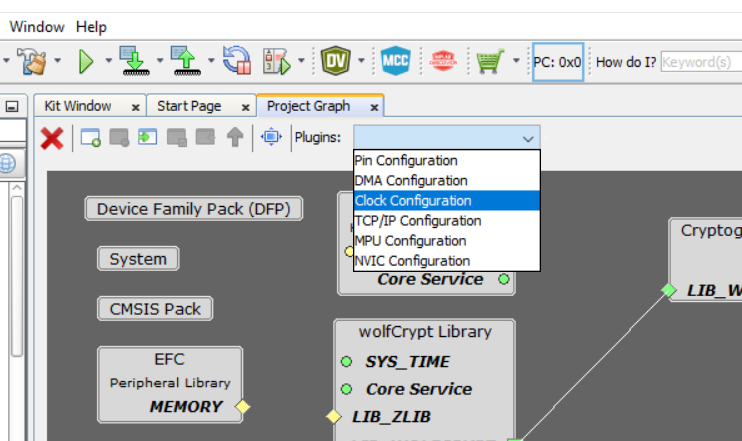 Window Help
DV
MCC
PC: 0x0 How do I? Keyword(s)
Kit Window x Start Page x Project Graph x
Plugins:
Pin Configuration
DMA Configuration
Clock Configuration
TCP/IP Configuration
MPU Configuration
NVIC Configuration
Device Family Pack (DFP)
System
CMSIS Pack
EFC
Peripheral Library
MEMORY
Core Service
wolfCrypt Library
SYS_TIME
Core Service
LIB_ZLIB
Cryptog
LIB_W